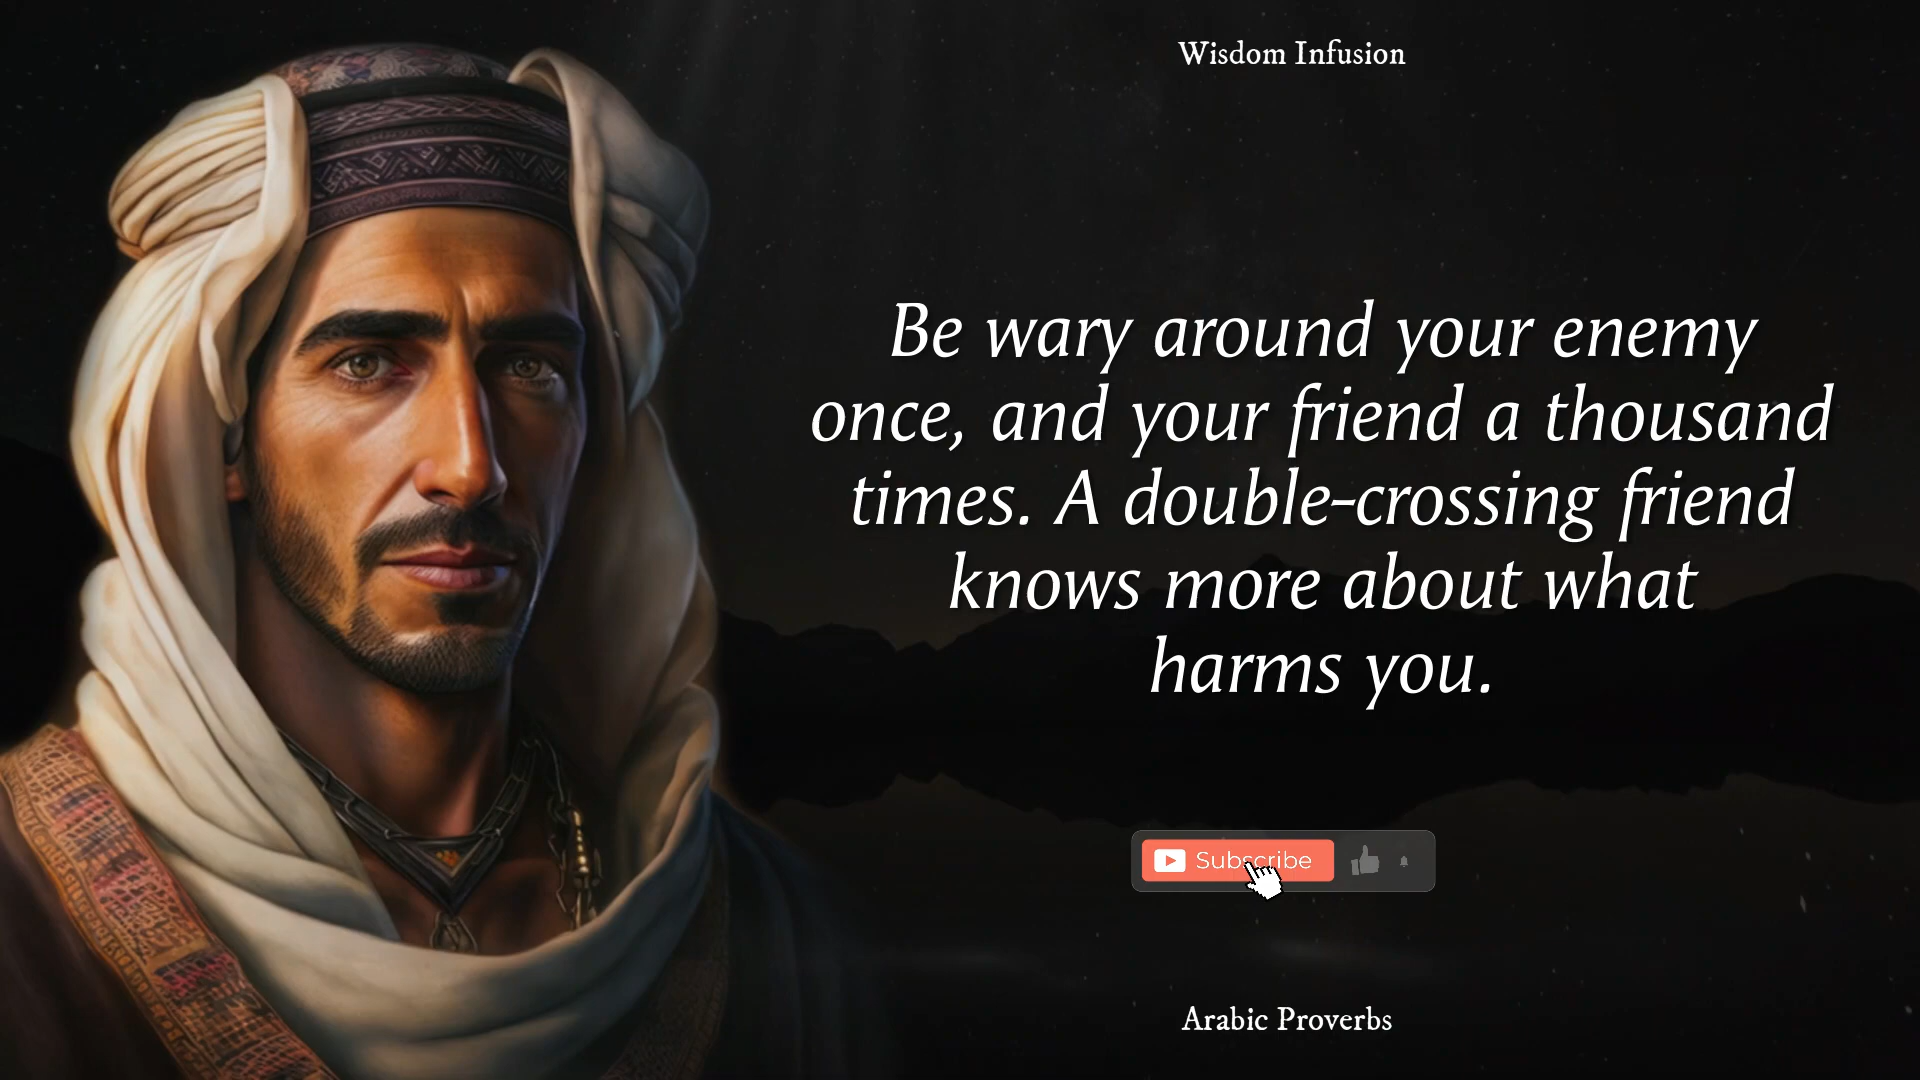 Wisdom Infusion
Be wary around your enemy
once, and your friend a thousand
times. A double-crossing friend
knows more about what
harms you.
Subscribe
Arabic Proverbs